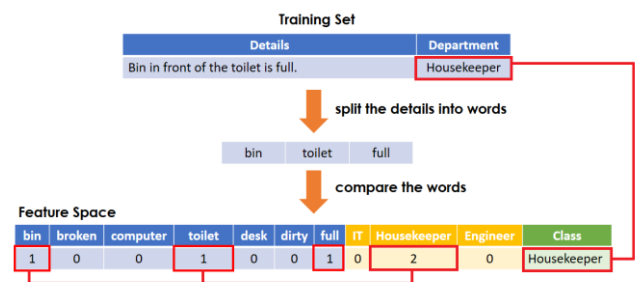 Training Set
Details Department
Bin in front of the toilet is full. Housekeeper
split the details into words
bin toilet full
compare the words
Feature Space
bin broken computer toilet desk dirty full IT Housekeeper Engineer Class
1 0 0 1 0 0 1 0 2 0 Housekeeper